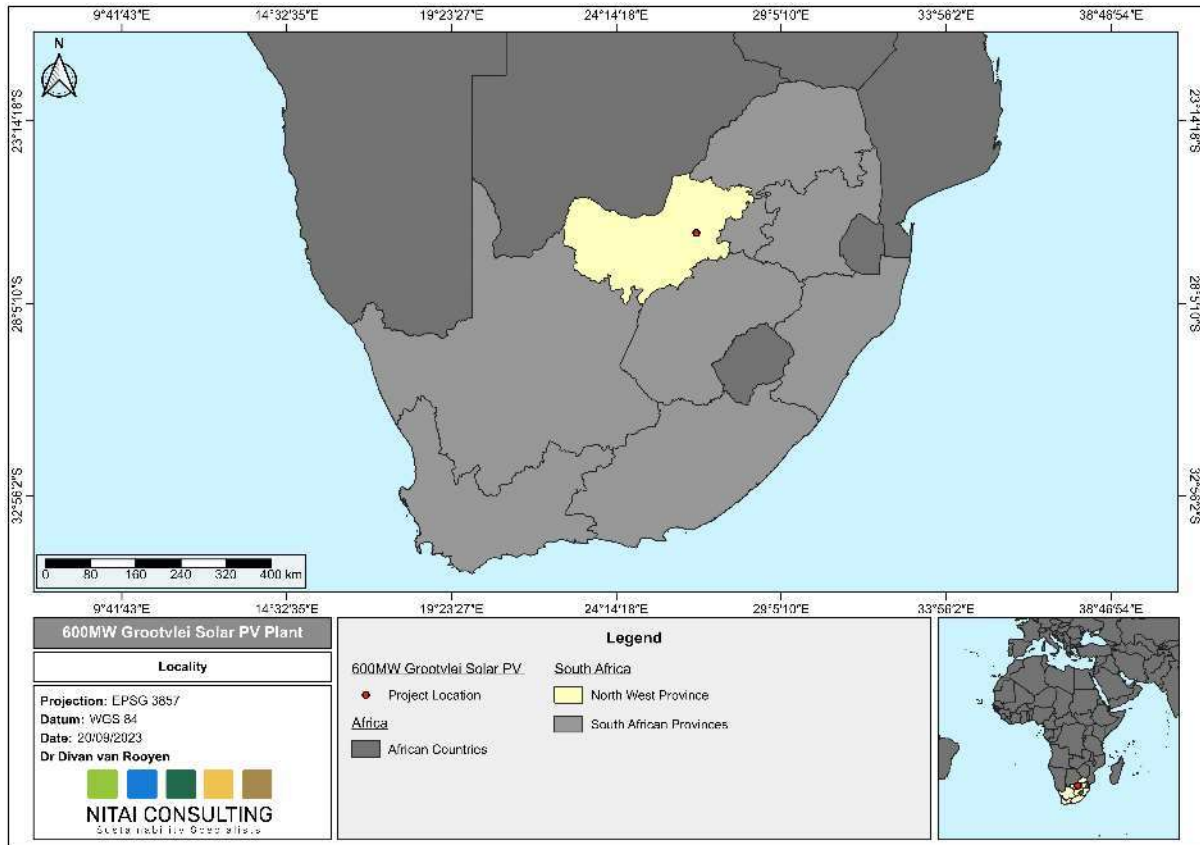 9°41'43"E 14°32'35"E 19°23'27"E 24°14'18"E 29°5'10"E 33°56'2"E 38°46'54"E
N
23°14'18"S 23°14'18"S
28°5'10"S 28°5'10"S
32°56'2"S 32°56'2"S
0 80 160 240 320 400 km
9°41'43"E 14°32'35"E 19°23'27"E 24°14'18"E 29°5'10"E 33°56'2"E 38°46'54"E
600MW Grootvlei Solar PV Plant
Locality
Projection: EPSG 3857
Datum: WGS 84
Date: 20/09/2023
Dr Divan van Rooyen
NITAI CONSULTING
Sustainability Specialists
Legend
600MW Grootvlei Solar PV
Project Location
Africa
African Countries
South Africa
North West Province
South African Provinces